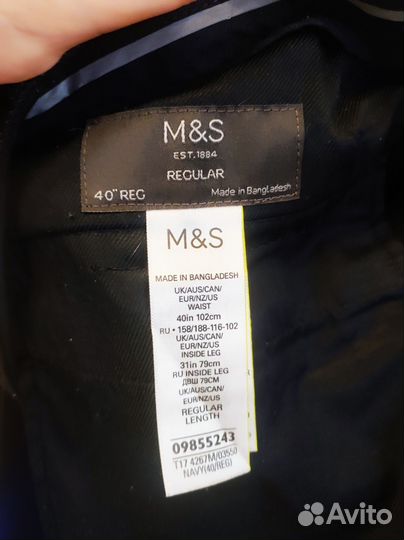 M&S
EST. 1884
REGULAR
40" REG Made in Bangladesh
M&S
MADE IN BANGLADESH
UK/AUS/CAN/
EUR/NZ/US
WAIST
40in 102cm
RU • 158/188-116-102
UK/AUS/CAN/
EUR/NZ/US
INSIDE LEG
31in 79cm
RU INSIDE LEG
ДВШ 79CM
UK/AUS/CAN/
EUR/NZ/US
REGULAR
LENGTH
09855243
T17 4267M/03550
NAVY(40/REG)
Avito